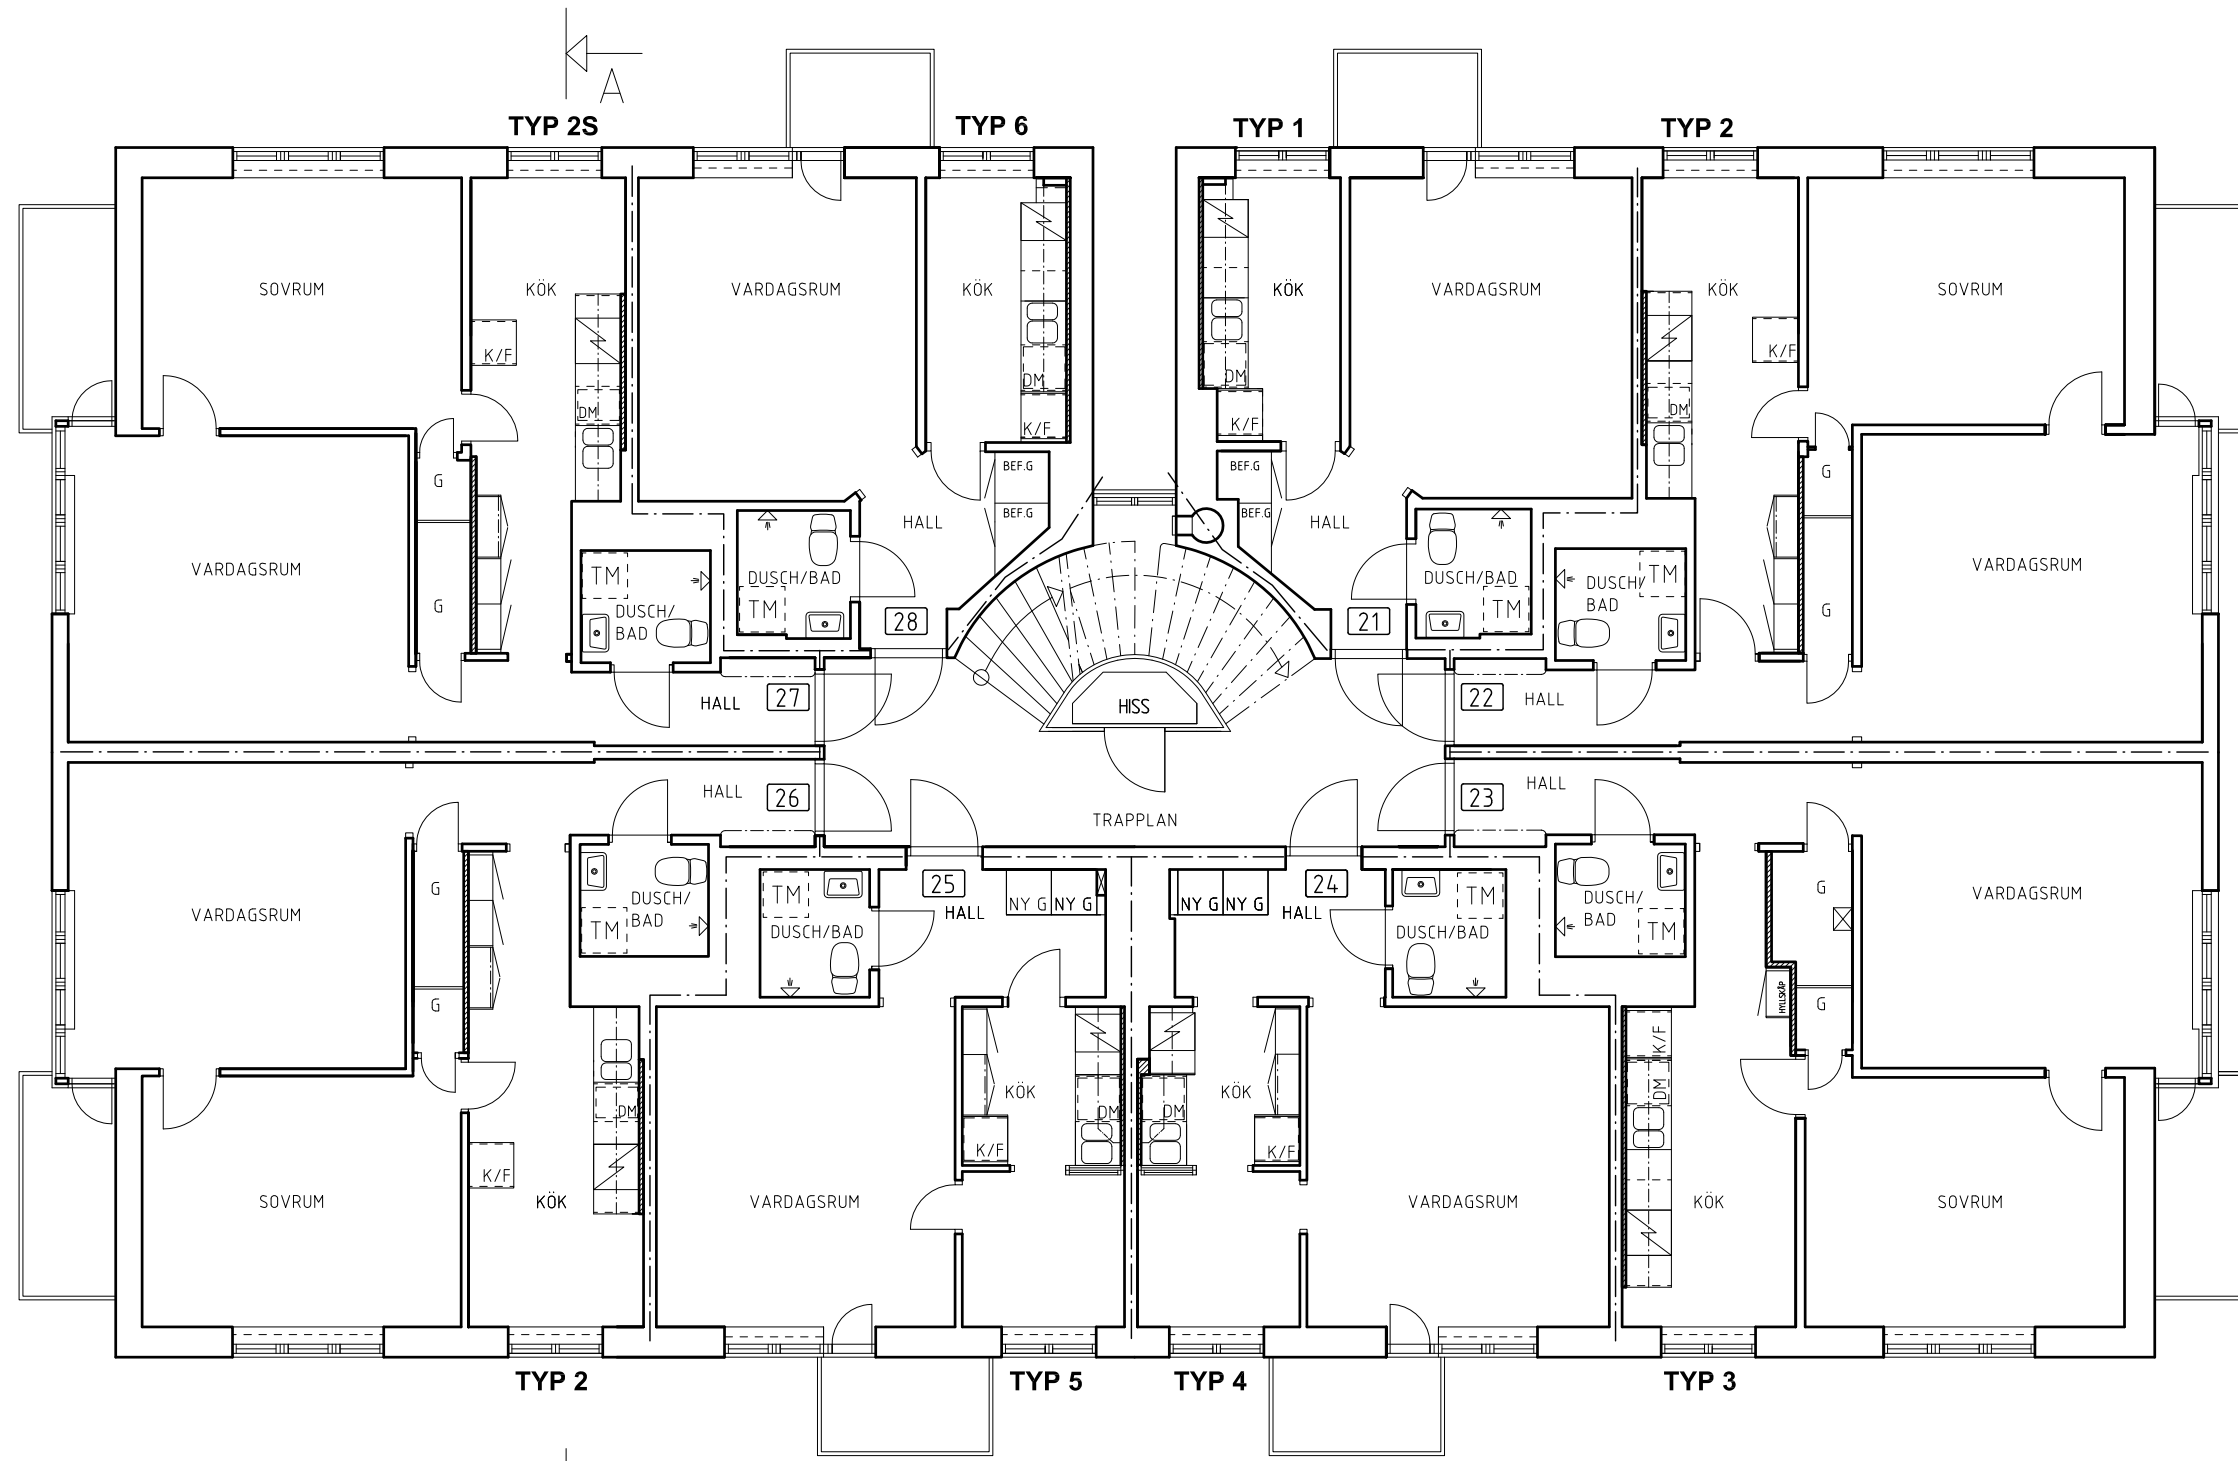 A
TYP 2S
TYP 6
TYP 1
TYP 2
SOVRUM
KÖK
VARDAGSRUM
KÖK
KÖK
VARDAGSRUM
KÖK
SOVRUM
K/F
DM
DM
K/F
DM
K/F
K/F
DM
G
G
BEF.G
BEF.G
HALL
BEF.G
BEF.G
HALL
G
G
VARDAGSRUM
TM
DUSCH/
BAD
DUSCH/BAD
TM
28
21
DUSCH/BAD
TM
DUSCH/
BAD
TM
VARDAGSRUM
HALL
27
HISS
22
HALL
HALL
26
TRAPPLAN
23
HALL
VARDAGSRUM
G
G
DUSCH/
BAD
TM
TM
DUSCH/BAD
25
HALL
NY G
NY G
NY G
NY G
24
HALL
TM
DUSCH/BAD
DUSCH/
BAD
TM
G
G
HYLLSKÅP
VARDAGSRUM
DM
K/F
KÖK
DM
K/F
DM
KÖK
K/F
K/F
DM
SOVRUM
KÖK
VARDAGSRUM
VARDAGSRUM
KÖK
SOVRUM
TYP 2
TYP 5
TYP 4
TYP 3